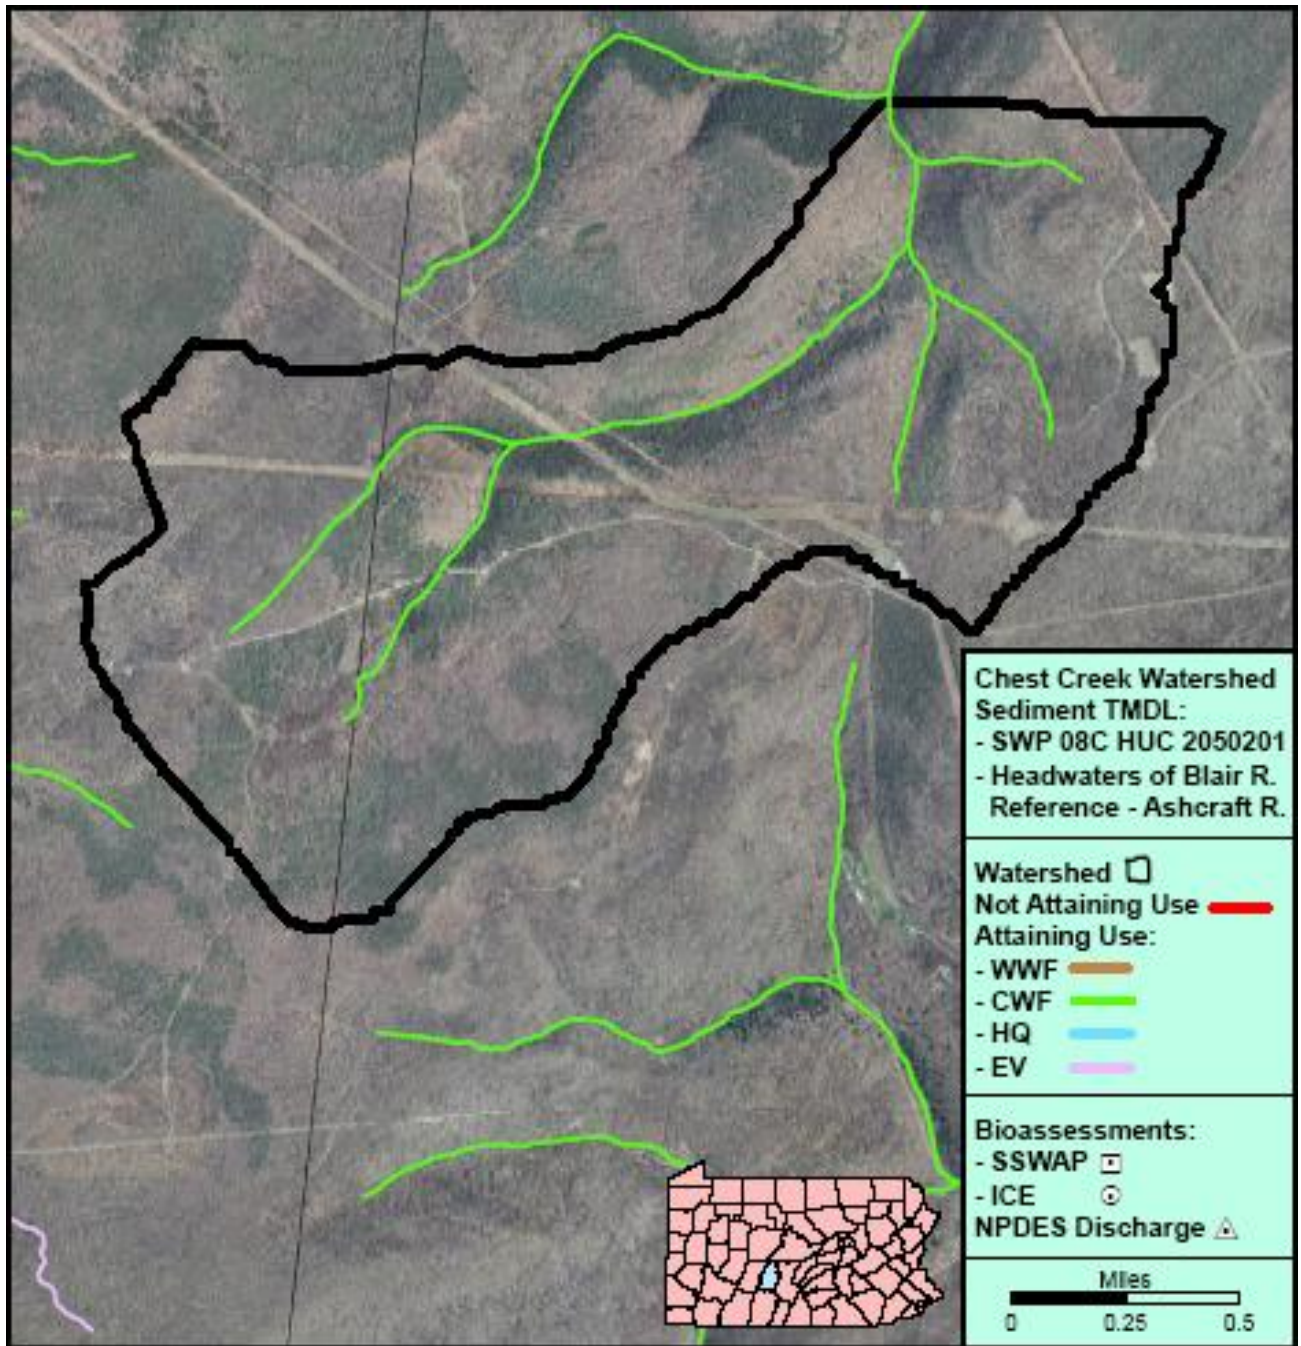 Chest Creek Watershed
Sediment TMDL:
- SWP 08C HUC 2050201
- Headwaters of Blair R.
Reference - Ashcraft R.
Watershed
Not Attaining Use
Attaining Use:
- WWF
- CWF
- HQ
- EV
Bioassessments:
- SSWAP
- ICE
NPDES Discharge
Miles
0 0.25 0.5